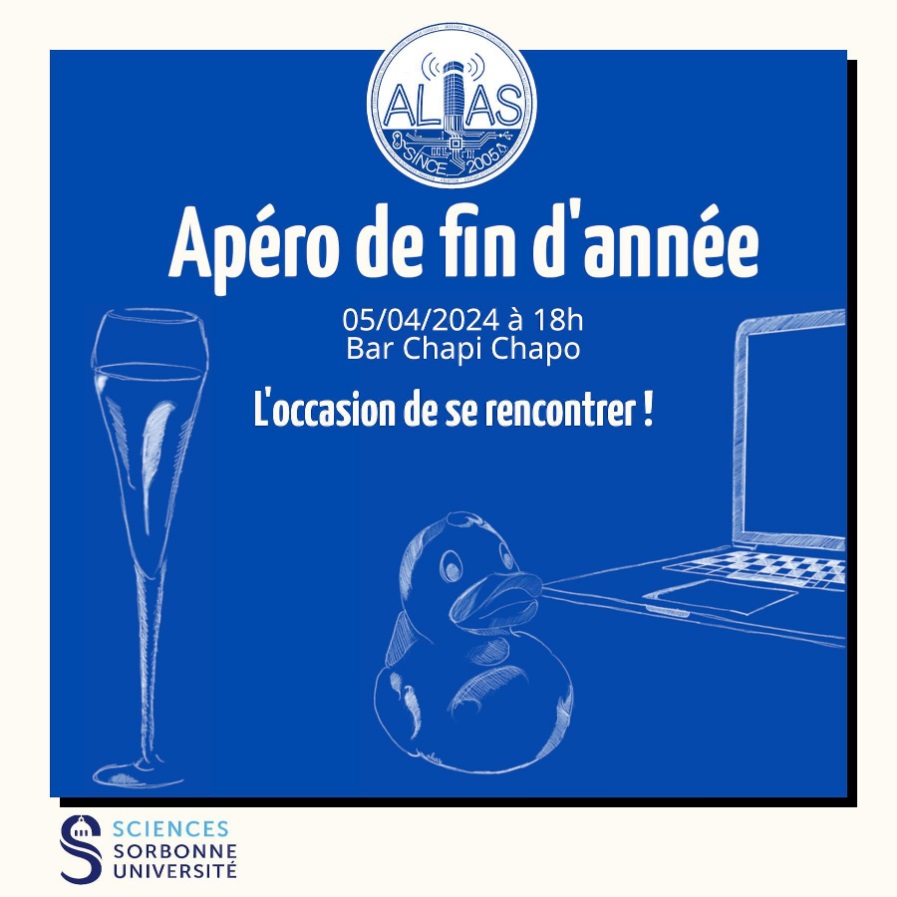 ALIAS
SINCE 2005
Apéro de fin d'année
05/04/2024 à 18h
Bar Chapi Chapo
L'occasion de se rencontrer !
SCIENCES
SORBONNE
UNIVERSITÉ